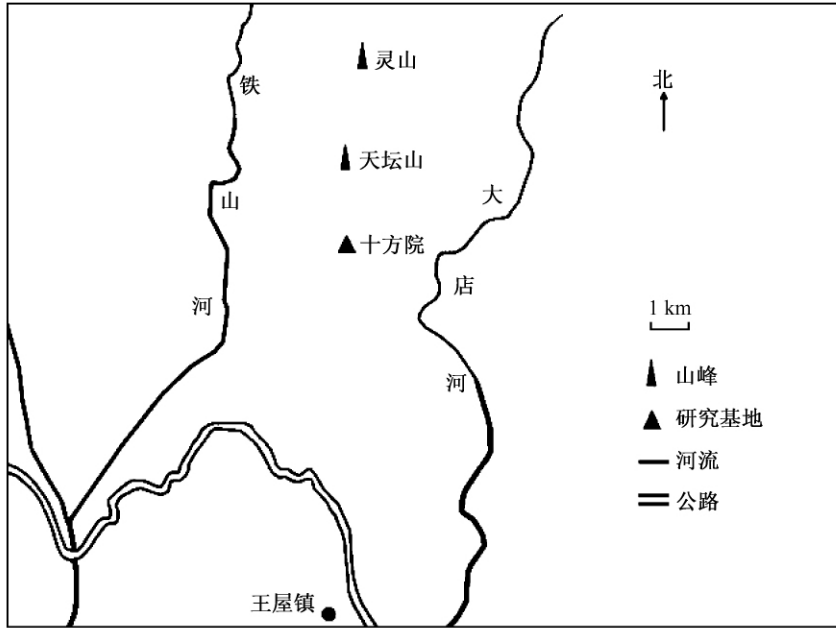 灵山
铁
北
天坛山
山
大
十方院
河
店
1 km
河
山峰
研究基地
河流
公路
王屋镇